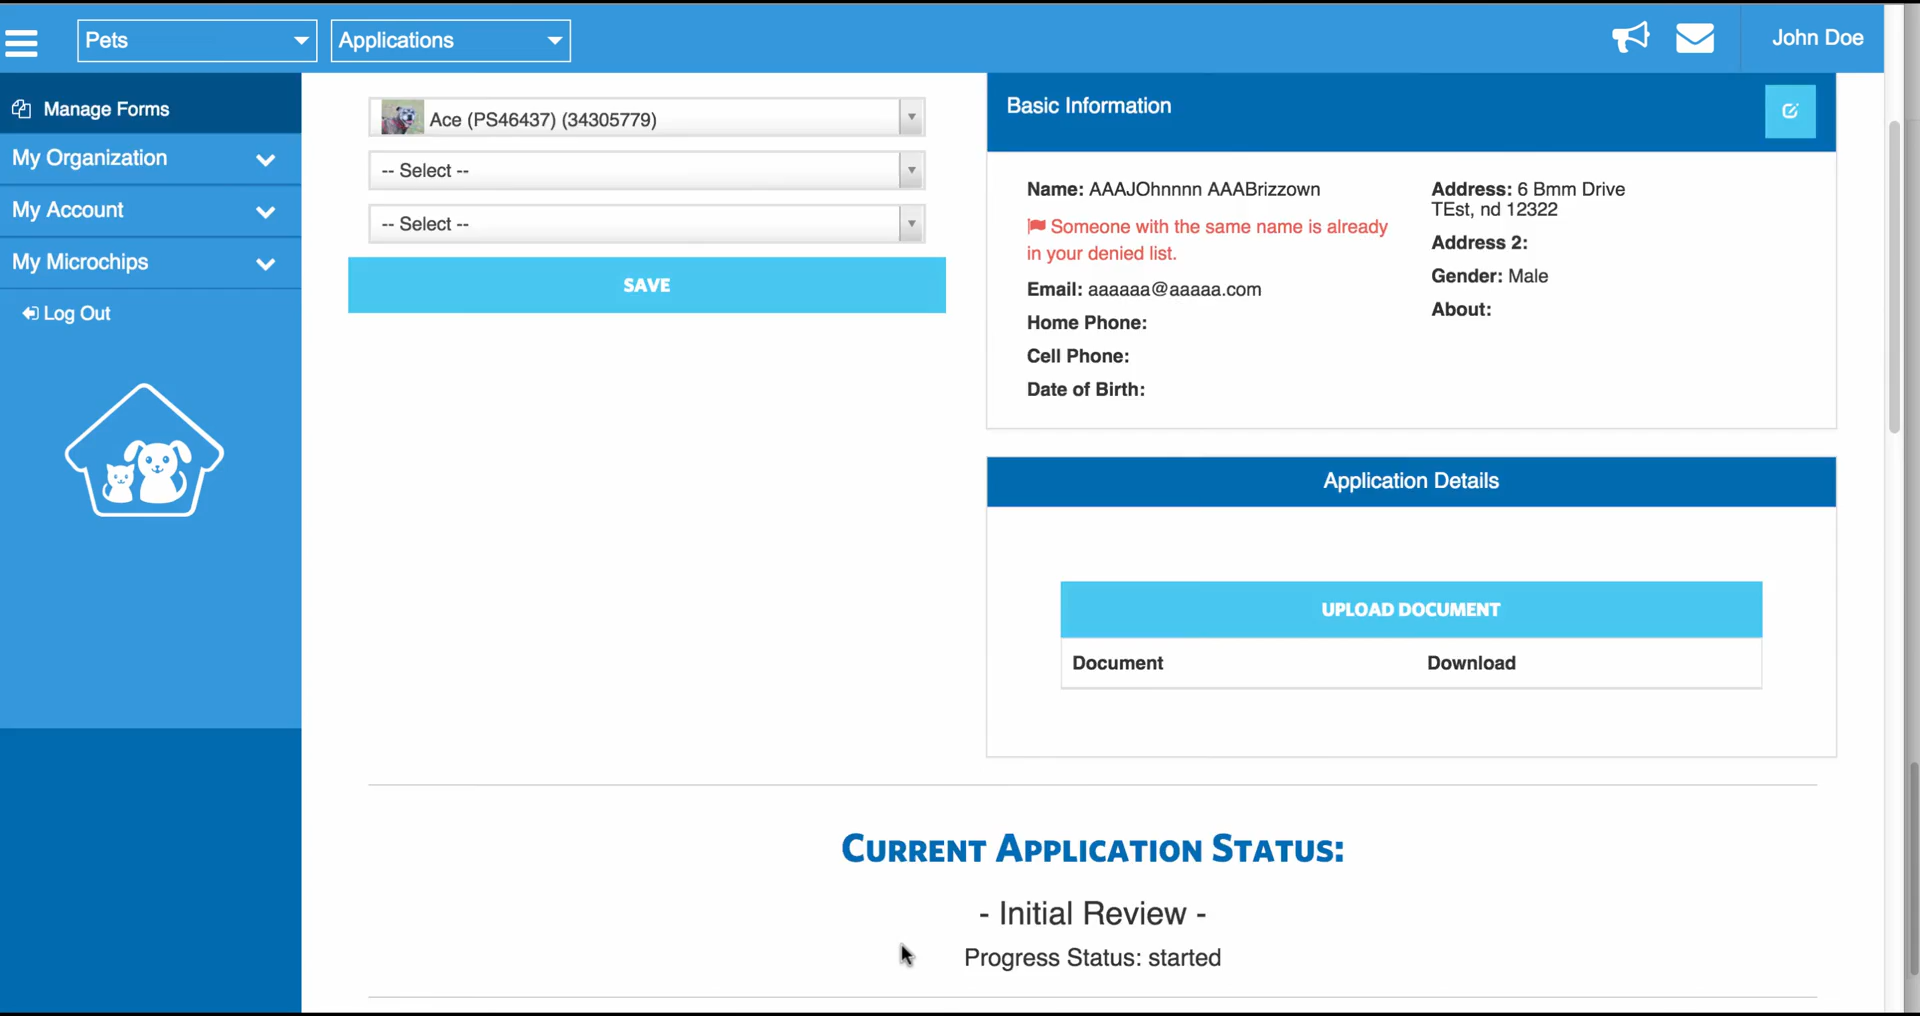 Pets
Applications
John Doe
Manage Forms
My Organization
My Account
My Microchips
Log Out
Ace (PS46437) (34305779)
-- Select --
-- Select --
SAVE
Basic Information
Name: AAAJOhnnnn AAABrizzown
Someone with the same name is already
in your denied list.
Email: aaaaaa@aaaaa.com
Home Phone:
Cell Phone:
Date of Birth:
Address: 6 Bmm Drive
TEst, nd 12322
Address 2:
Gender: Male
About:
Application Details
UPLOAD DOCUMENT
Document Download
CURRENT APPLICATION STATUS:
- Initial Review -
Progress Status: started